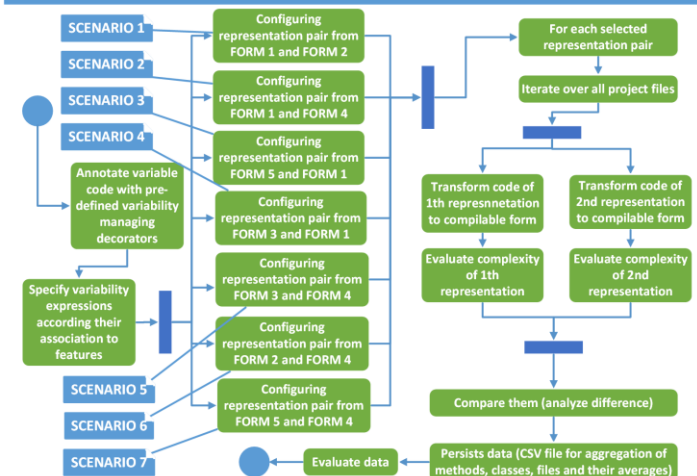 SCENARIO 1
SCENARIO 2
SCENARIO 3
SCENARIO 4
Annotate variable
code with pre-
defined variability
managing
decorators
Specify variability
expressions
according their
association to
features
SCENARIO 5
SCENARIO 6
SCENARIO 7
Configuring
representation pair from
FORM 1 and FORM 2
Configuring
representation pair from
FORM 1 and FORM 4
Configuring
representation pair from
FORM 5 and FORM 1
Configuring
representation pair from
FORM 3 and FORM 1
Configuring
representation pair from
FORM 3 and FORM 4
Configuring
representation pair from
FORM 2 and FORM 4
Configuring
representation pair from
FORM 5 and FORM 4
For each selected
representation pair
Iterate over all project files
Transform code of
1th represnnetation
to compilable form
Transform code of
2nd representation
to compilable form
Evaluate complexity
of 1th
representation
Evaluate complexity
of 2nd
representation
Compare them (analyze difference)
Persists data (CSV file for aggregation of
methods, classes, files and their averages)
Evaluate data